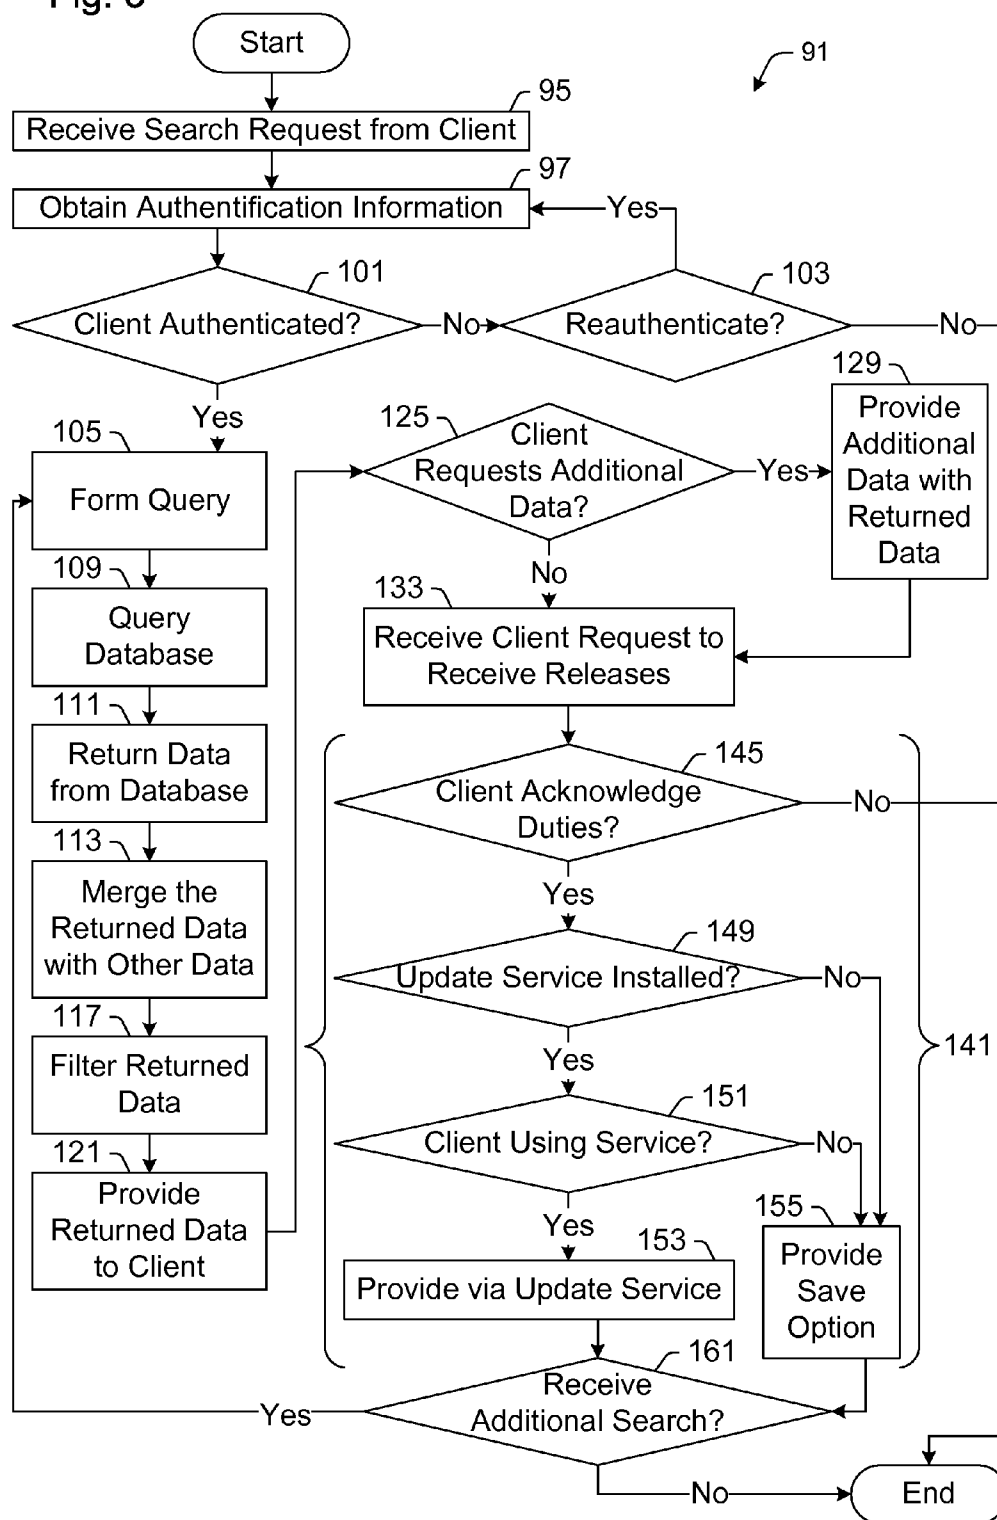 Start
91
95
Receive Search Request from Client
97
Obtain Authentification Information
Yes
101
Client Authenticated?
No
103
Reauthenticate?
No
Yes
105
Form Query
109
Query
Database
111
Return Data
from Database
113
Merge the
Returned Data
with Other Data
117
Filter Returned
Data
121
Provide
Returned Data
to Client
125
Client
Requests Additional
Data?
Yes
129
Provide
Additional
Data with
Returned
Data
No
133
Receive Client Request to
Receive Releases
145
Client Acknowledge
Duties?
No
Yes
149
Update Service Installed?
No
141
Yes
151
Client Using Service?
No
Yes
153
Provide via Update Service
155
Provide
Save
Option
161
Receive
Additional Search?
Yes
No
End